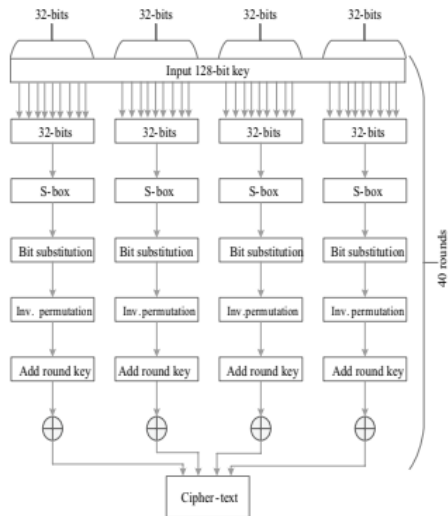 32-bits 32-bits 32-bits 32-bits
Input 128-bit key
32-bits 32-bits 32-bits 32-bits
S-box S-box S-box S-box
Bit substitution Bit substitution Bit substitution Bit substitution
Inv. permutation Inv. permutation Inv. permutation Inv. permutation
Add round key Add round key Add round key Add round key
Cipher-text
40 rounds